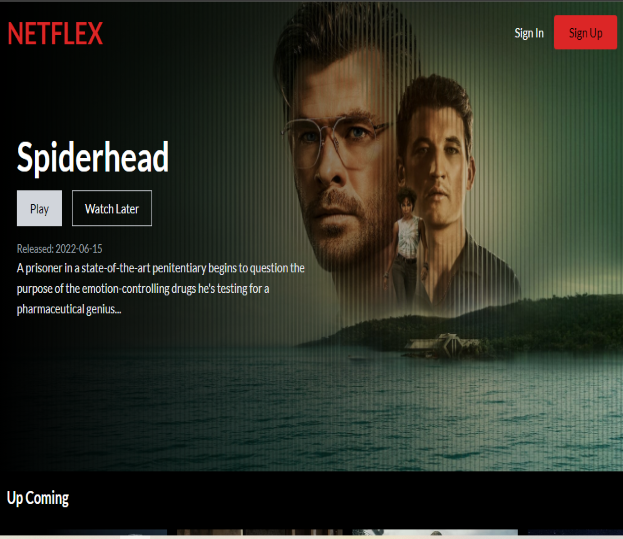 NETFLEX
Sign In
Sign Up
Spiderhead
Play
Watch Later
Released: 2022-06-15
A prisoner in a state-of-the-art penitentiary begins to question the
purpose of the emotion-controlling drugs he's testing for a
pharmaceutical genius...
Up Coming